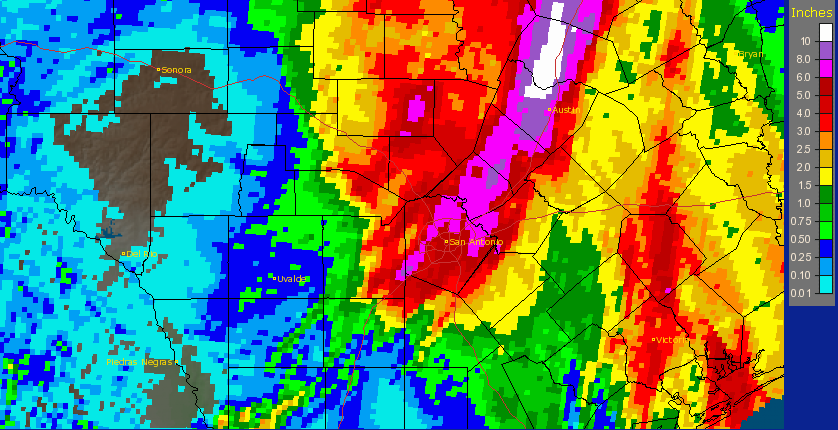 Inches
10
8.0
6.0
5.0
4.0
3.0
2.5
2.0
1.5
1.0
0.75
0.50
0.25
0.10
0.01
Bryan
Sonora
Austin
San Antonio
Del Rio
Uvalde
Victoria
Piedras Negras